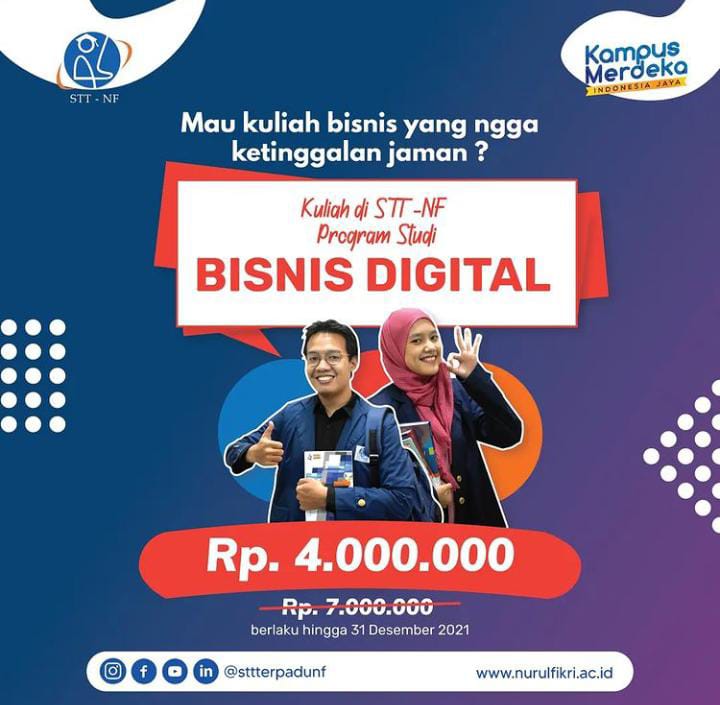 STT - NF
Kampus
Merdeka
INDONESIA JAYA
Mau kuliah bisnis yang ngga
ketinggalan jaman ?
Kuliah di STT-NF
Program Studi
BISNIS DIGITAL
Rp. 4.000.000
Rp. 7.000.000
berlaku hingga 31 Desember 2021
@sttterpadunf
www.nurulfikri.ac.id